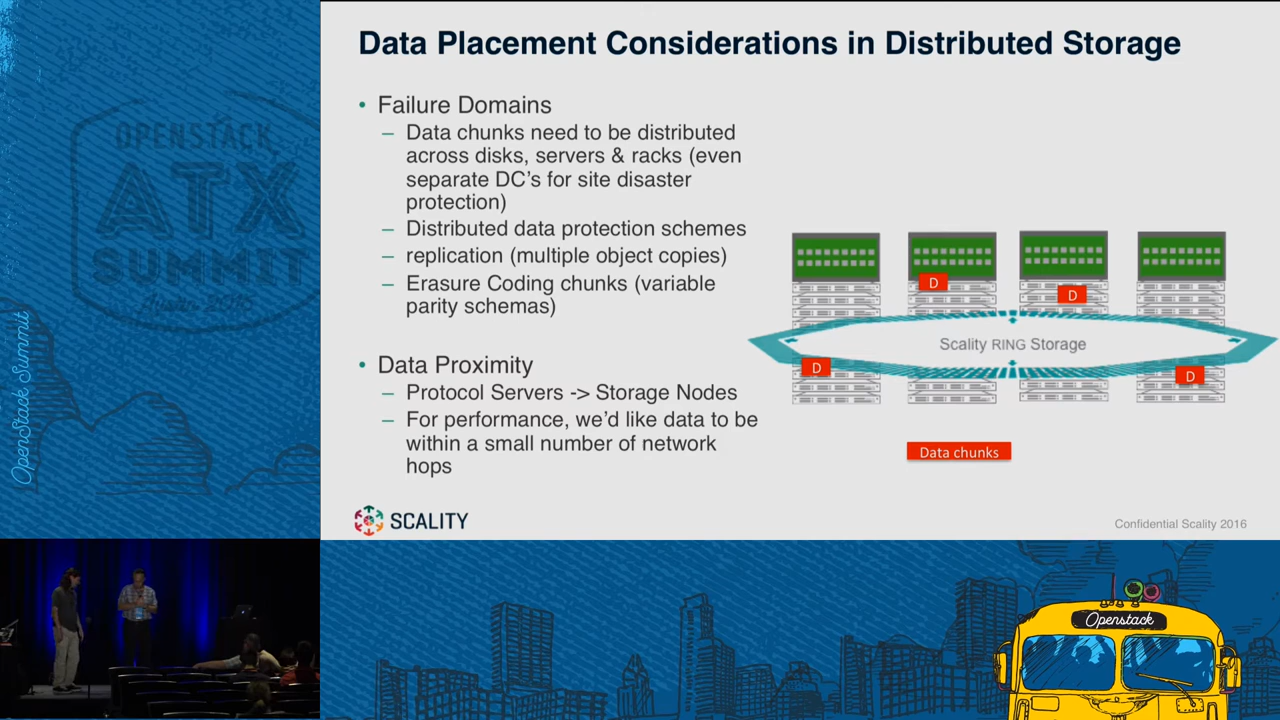 Data Placement Considerations in Distributed Storage
• Failure Domains
– Data chunks need to be distributed
across disks, servers & racks (even
separate DC's for site disaster
protection)
– Distributed data protection schemes
– replication (multiple object copies)
– Erasure Coding chunks (variable
parity schemas)
• Data Proximity
– Protocol Servers -> Storage Nodes
– For performance, we'd like data to be
within a small number of network
hops
D
D
Scality RING Storage
D
D
Data chunks
SCALITY
Confidential Scality 2016
OPENSTACK
ATX
SUMMIT
OpenStack Summit
Openstack